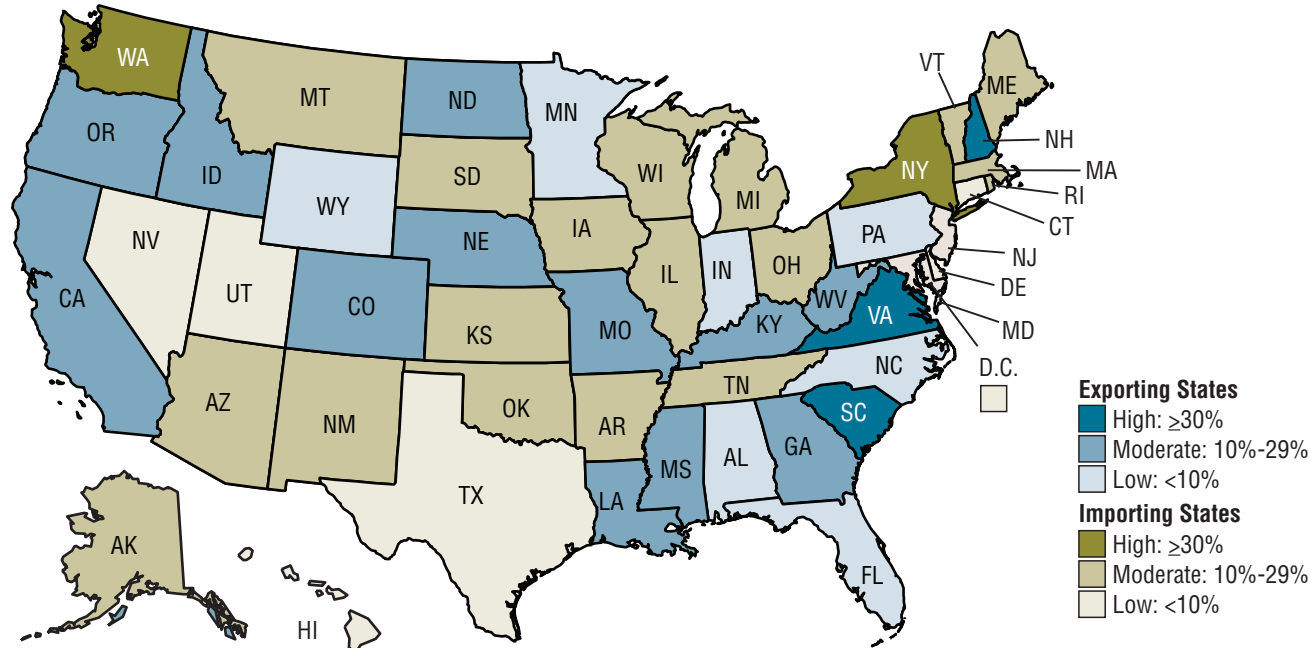 WA
MT
ND
MN
VT
ME
OR
ID
SD
WI
MI
NY
NH
MA
RI
CT
WY
NV
UT
CA
CO
NE
IA
IL
IN
OH
PA
NJ
DE
MD
D.C.
KS
MO
KY
WV
VA
NC
AZ
NM
OK
AR
TN
SC
TX
LA
MS
AL
GA
FL
AK
HI
Exporting States
High: ≥30%
Moderate: 10%-29%
Low: <10%
Importing States
High: ≥30%
Moderate: 10%-29%
Low: <10%